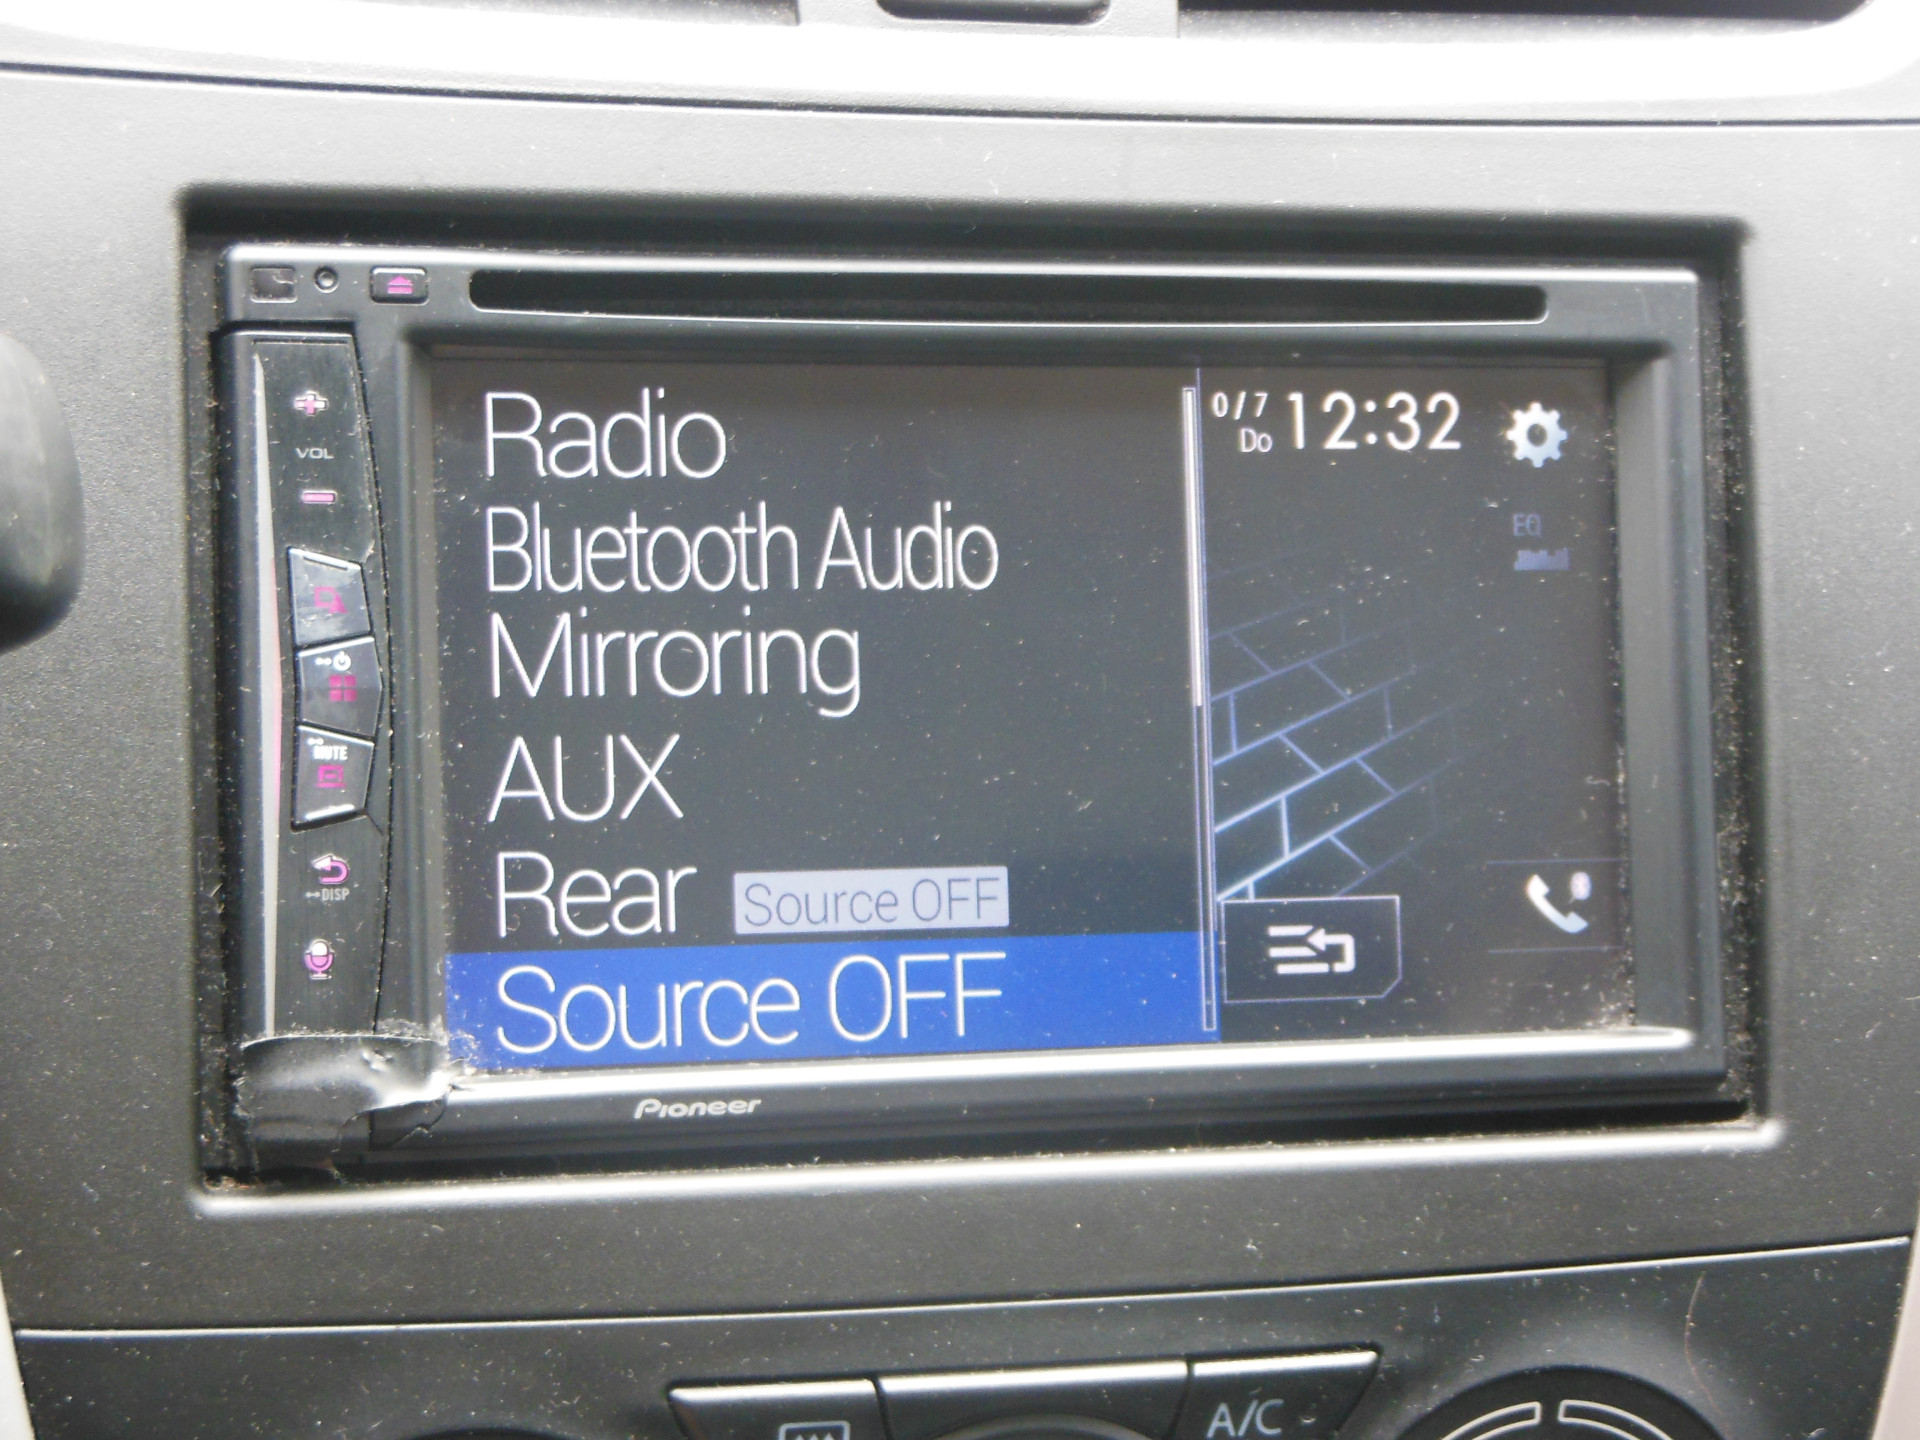 VOL
MUTE
DISP
Radio
Bluetooth Audio
Mirroring
AUX
Rear Source OFF
Source OFF
0/7
Do
12:32
EQ
Pioneer
A/C